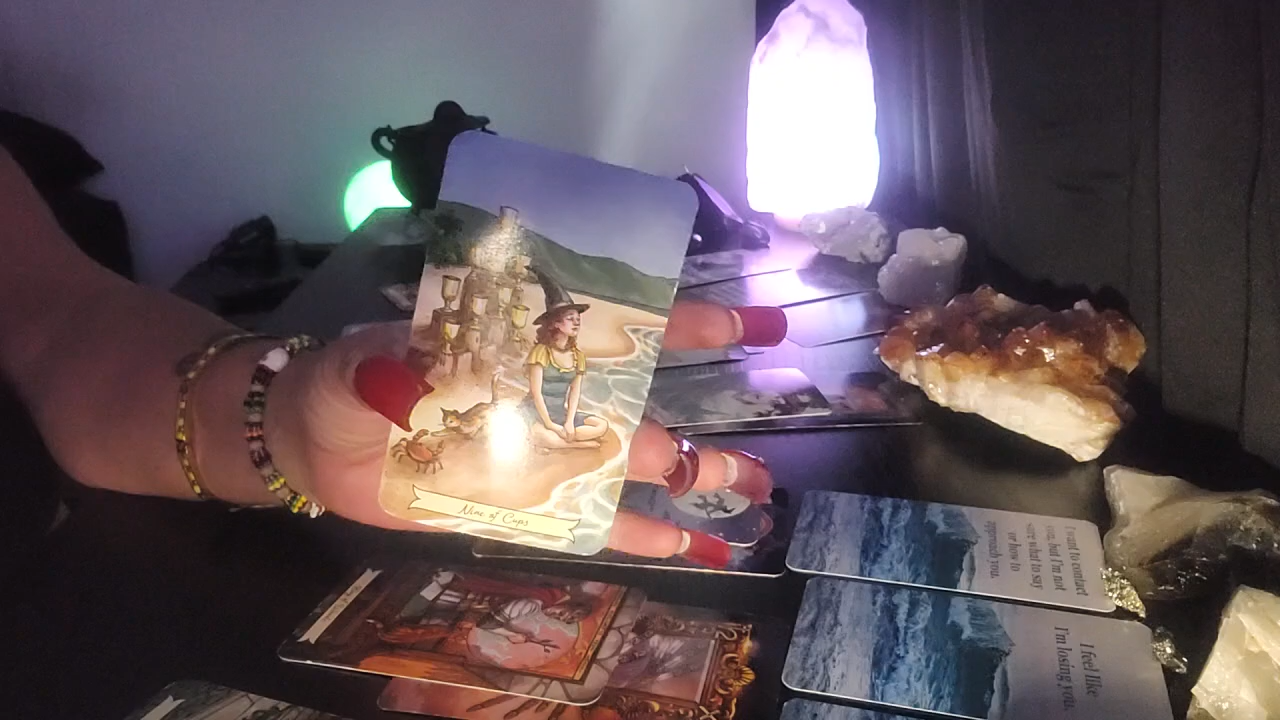 Nine of Cups
I want to contact
you, but I'm not
sure what to say
or how to
approach you.
I feel like
I'm losing you.